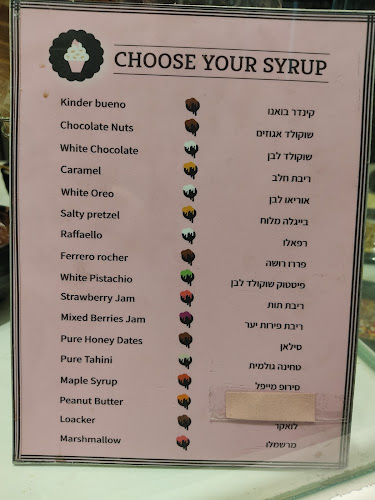 CHOOSE YOUR SYRUP
Kinder bueno קינדר בואנו
Chocolate Nuts שוקולד אגוזים
White Chocolate שוקולד לבן
Caramel ריבת חלב
White Oreo אוריאו לבן
Salty pretzel בייגלה מלוח
Raffaello רפאלו
Ferrero rocher פררו רושה
White Pistachio פיסטוק שוקולד לבן
Strawberry Jam ריבת תות
Mixed Berries Jam ריבת פירות יער
Pure Honey Dates סילאן
Pure Tahini טחינה גולמית
Maple Syrup סירופ מייפל
Peanut Butter
Loacker לואקר
Marshmallow מרשמלו